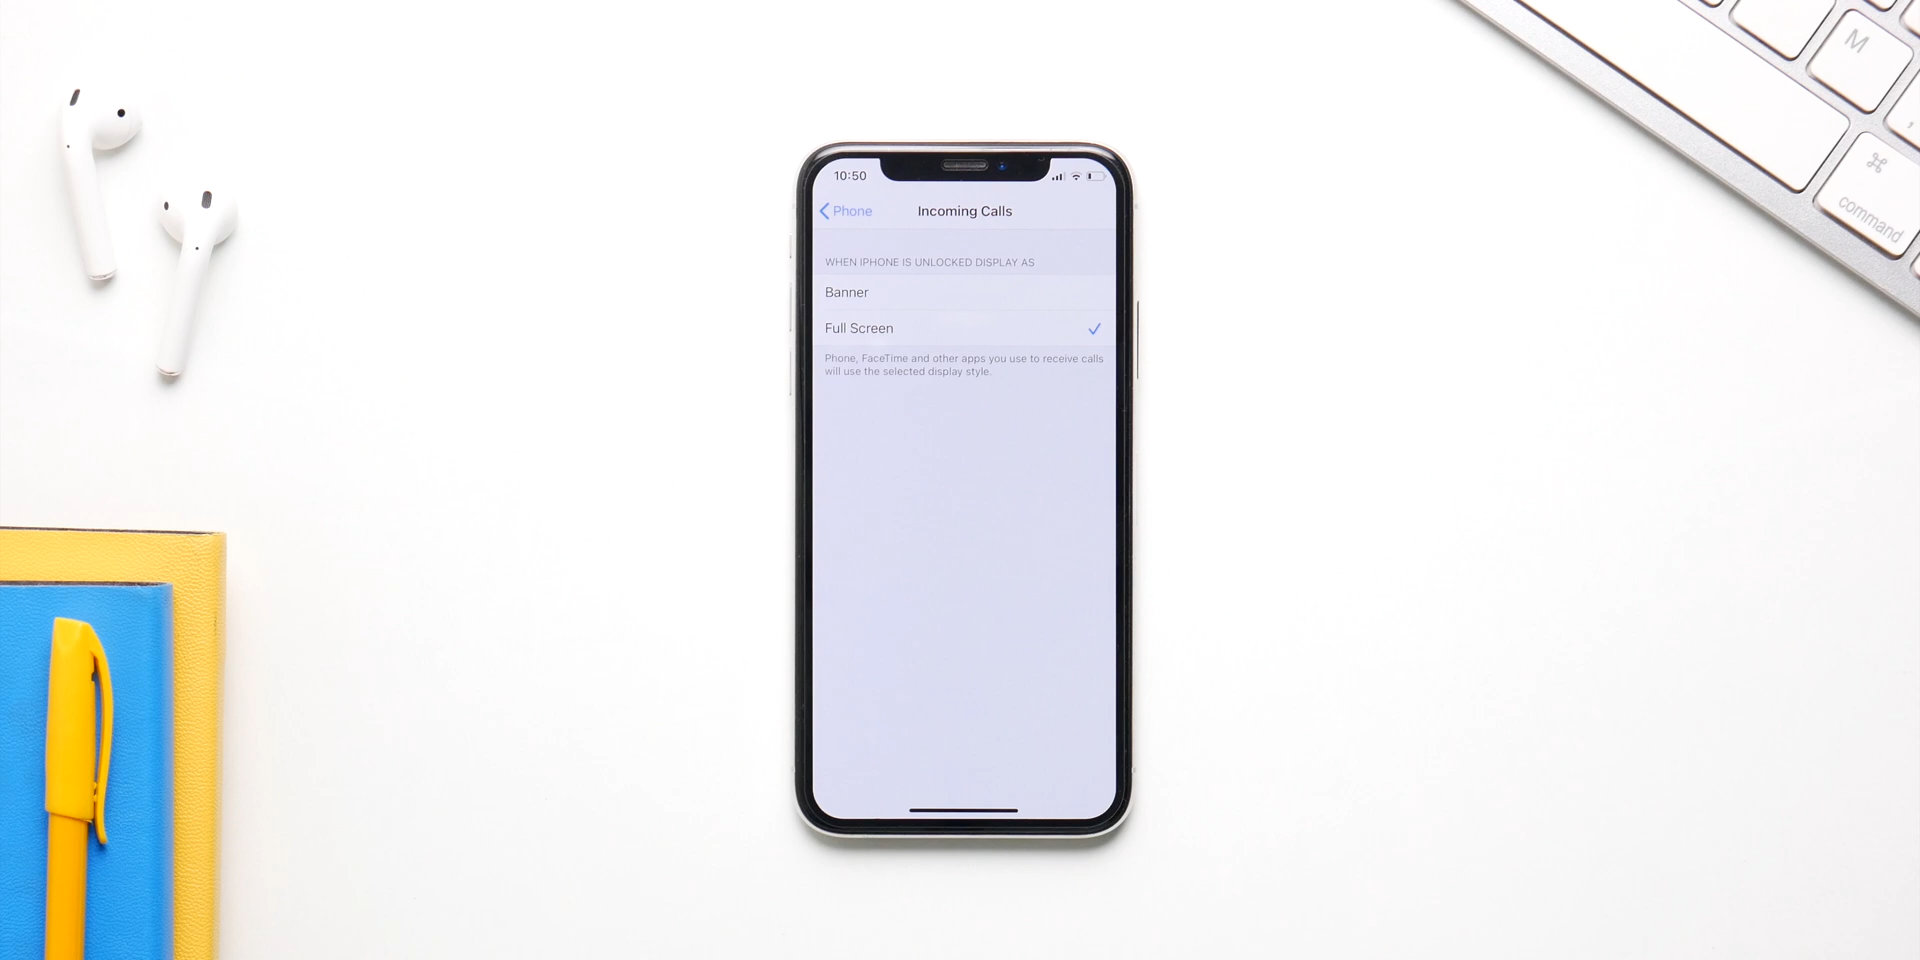 10:50
Phone
Incoming Calls
WHEN IPHONE IS UNLOCKED DISPLAY AS
Banner
Full Screen
Phone, FaceTime and other apps you use to receive calls
will use the selected display style.
M
,
⌘
command